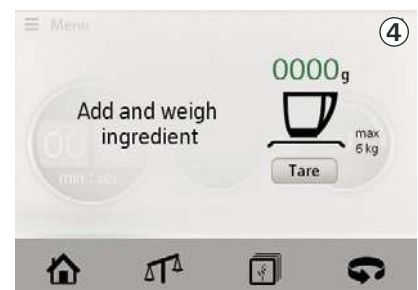 Menu
④
0000g
Add and weigh
ingredient
max
6 kg
Tare
00
min : sec